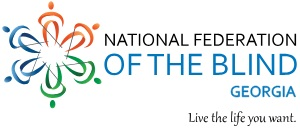 NATIONAL FEDERATION
OF THE BLIND
GEORGIA
Live the life you want.